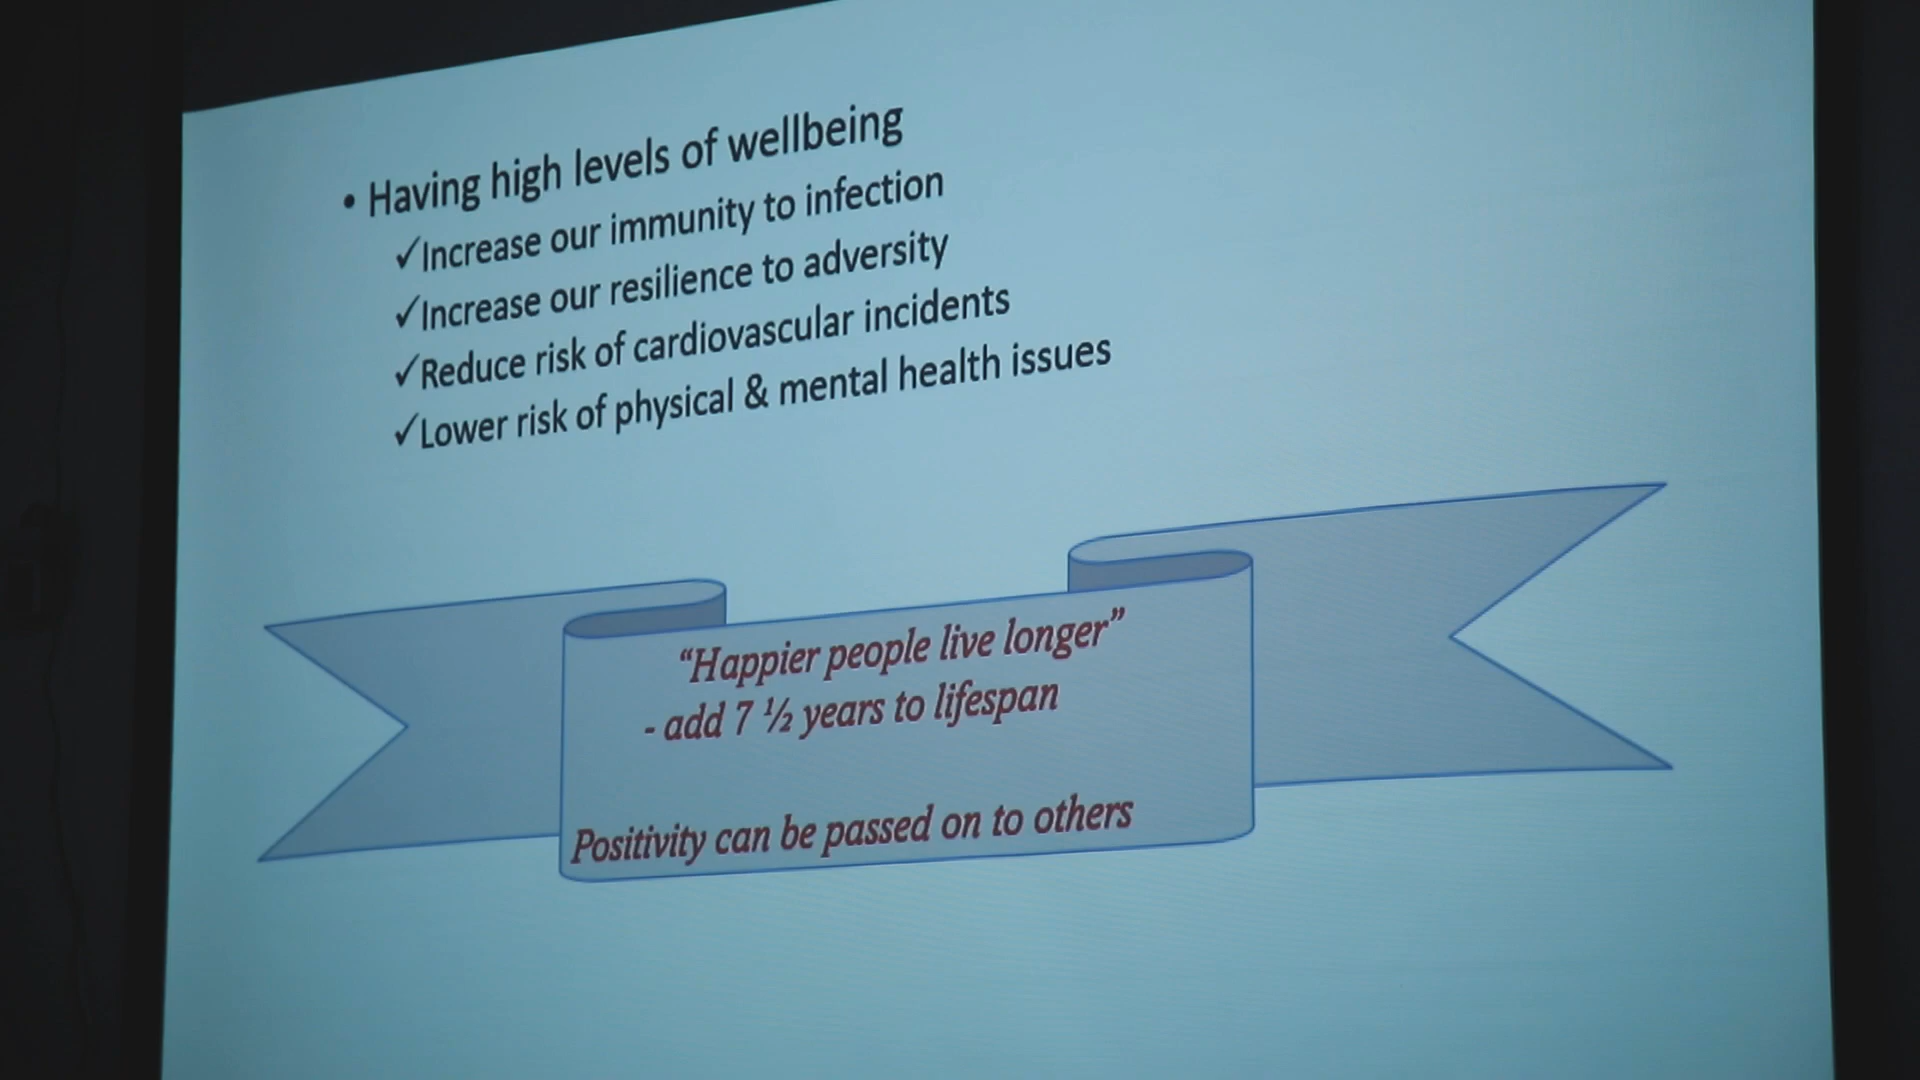 • Having high levels of wellbeing
✓Increase our immunity to infection
✓Increase our resilience to adversity
✓Reduce risk of cardiovascular incidents
✓Lower risk of physical & mental health issues
“Happier people live longer”
- add 7 ½ years to lifespan
Positivity can be passed on to others